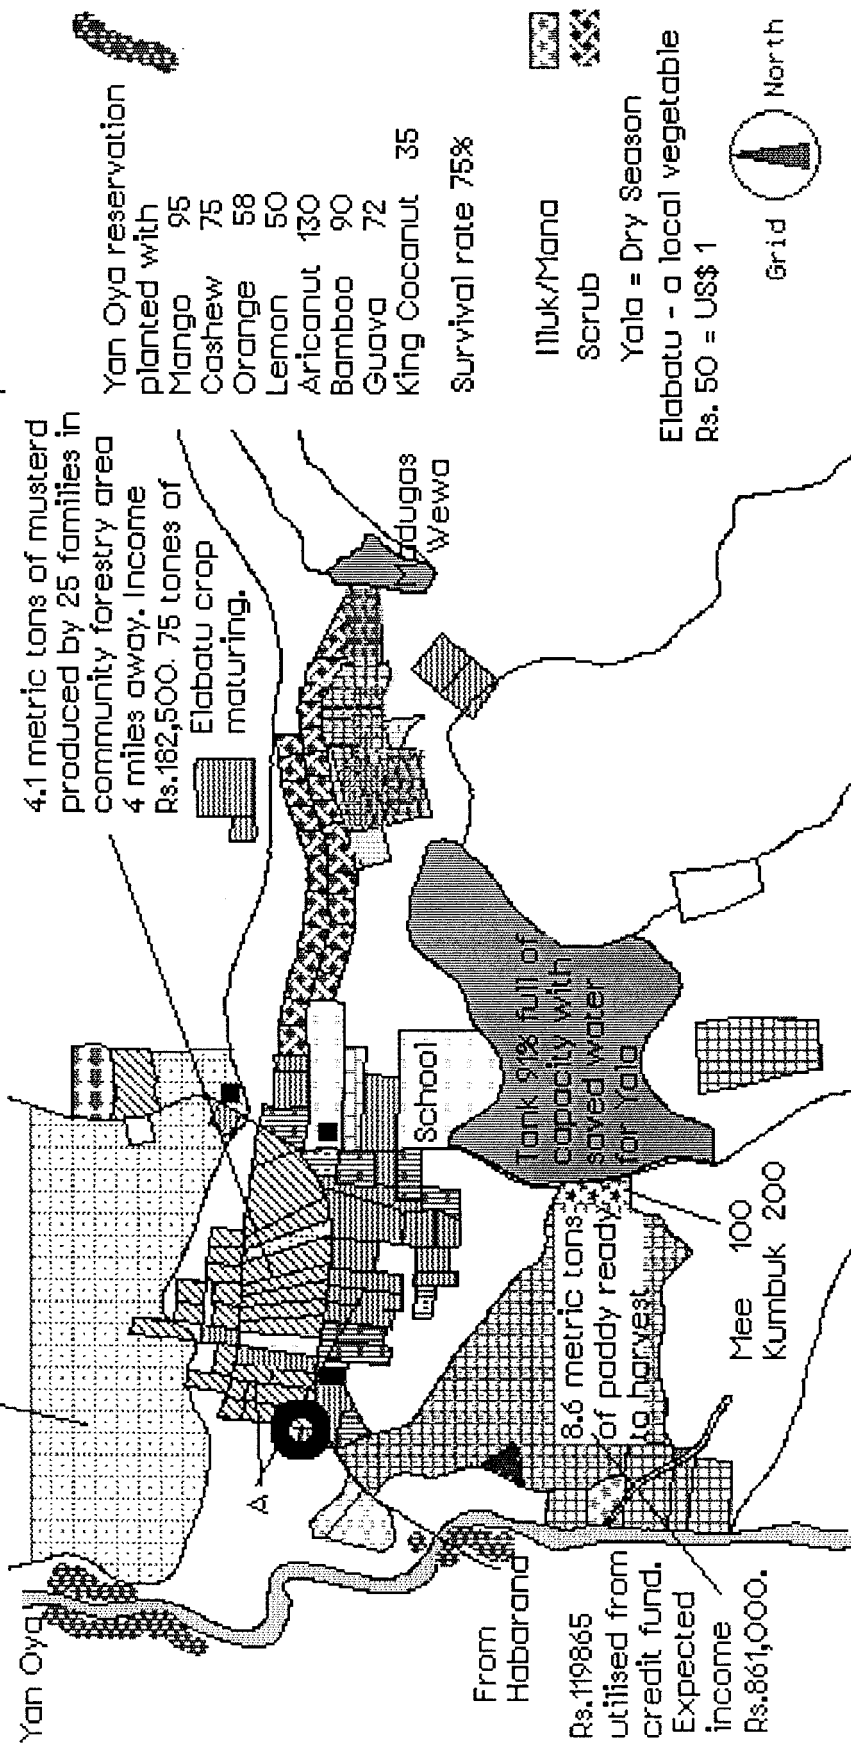 4.1 metric tons of musterd
produced by 25 families in
community forestry area
4 miles away. Income
Rs.182,500. 75 tones of
Elabatu crop
maturing.
Yan Oya reservation
planted with
Mango 95
Cashew 75
Orange 58
Lemon 50
Aricanut 130
Bamboo 90
Guava 72
King Cocanut 35
Survival rate 75%
Illuk/Mana
Scrub
Yala = Dry Season
Elabatu - a local vegetable
Rs. 50 = US$ 1
Grid North
Yan Oya
A
School
Wewa
Tank 91% full of
capacity with
saved water
for Yala
8.6 metric tons
of paddy ready
to harvest
Mee 100
Kumbuk 200
From
Habarana
Rs.119865
utilised from
credit fund.
Expected
income
Rs.861,000.